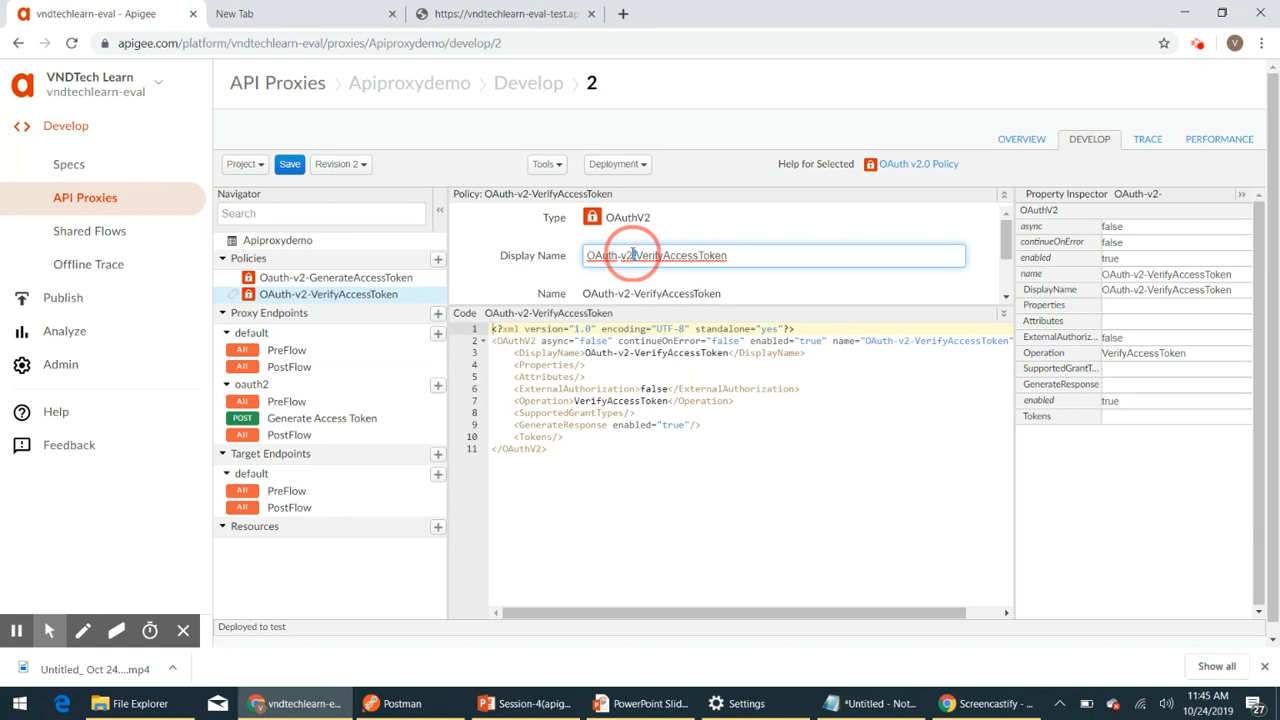 vndtechlearn-eval - Apigee
New Tab
https://vndtechlearn-eval-test.ap
apigee.com/platform/vndtechlearn-eval/proxies/Apiproxydemo/develop/2
V
VNDTech Learn
vndtechlearn-eval
Develop
Specs
API Proxies
Shared Flows
Offline Trace
Publish
Analyze
Admin
Help
Feedback
API Proxies Apiproxydemo Develop 2
OVERVIEW DEVELOP TRACE PERFORMANCE
Project Save Revision 2 Tools Deployment Help for Selected OAuth v2.0 Policy
Navigator
Search
Apiproxydemo
Policies
Oauth-v2-GenerateAccessToken
OAuth-v2-VerifyAccessToken
Proxy Endpoints
default
All PreFlow
All PostFlow
oauth2
All PreFlow
POST Generate Access Token
All PostFlow
Target Endpoints
default
All PreFlow
All PostFlow
Resources
Policy: OAuth-v2-VerifyAccessToken
Type OAuthV2
Display Name OAuth-v2-VerifyAccessToken
Name OAuth-v2-VerifyAccessToken
Code OAuth-v2-VerifyAccessToken
1 <?xml version="1.0" encoding="UTF-8" standalone="yes"?>
2 <OAuthV2 async="false" continueOnError="false" enabled="true" name="OAuth-v2-VerifyAccessToken"
3 <DisplayName>OAuth-v2-VerifyAccessToken</DisplayName>
4 <Properties/>
5 <Attributes/>
6 <ExternalAuthorization>false</ExternalAuthorization>
7 <Operation>VerifyAccessToken</Operation>
8 <SupportedGrantTypes/>
9 <GenerateResponse enabled="true"/>
10 <Tokens/>
11 </OAuthV2>
Property Inspector OAuth-v2-
OAuthV2
async false
continueOnError false
enabled true
name OAuth-v2-VerifyAccessToken
DisplayName OAuth-v2-VerifyAccessToken
Properties
Attributes
ExternalAuthoriz... false
Operation VerifyAccessToken
SupportedGrantT...
GenerateResponse
enabled true
Tokens
Deployed to test
Untitled_ Oct 24....mp4
Show all
File Explorer
vndtechlearn-e...
Postman
Session-4(apig...
PowerPoint Slid...
Settings
*Untitled - Not...
Screencastify - ...
11:45 AM
10/24/2019
27